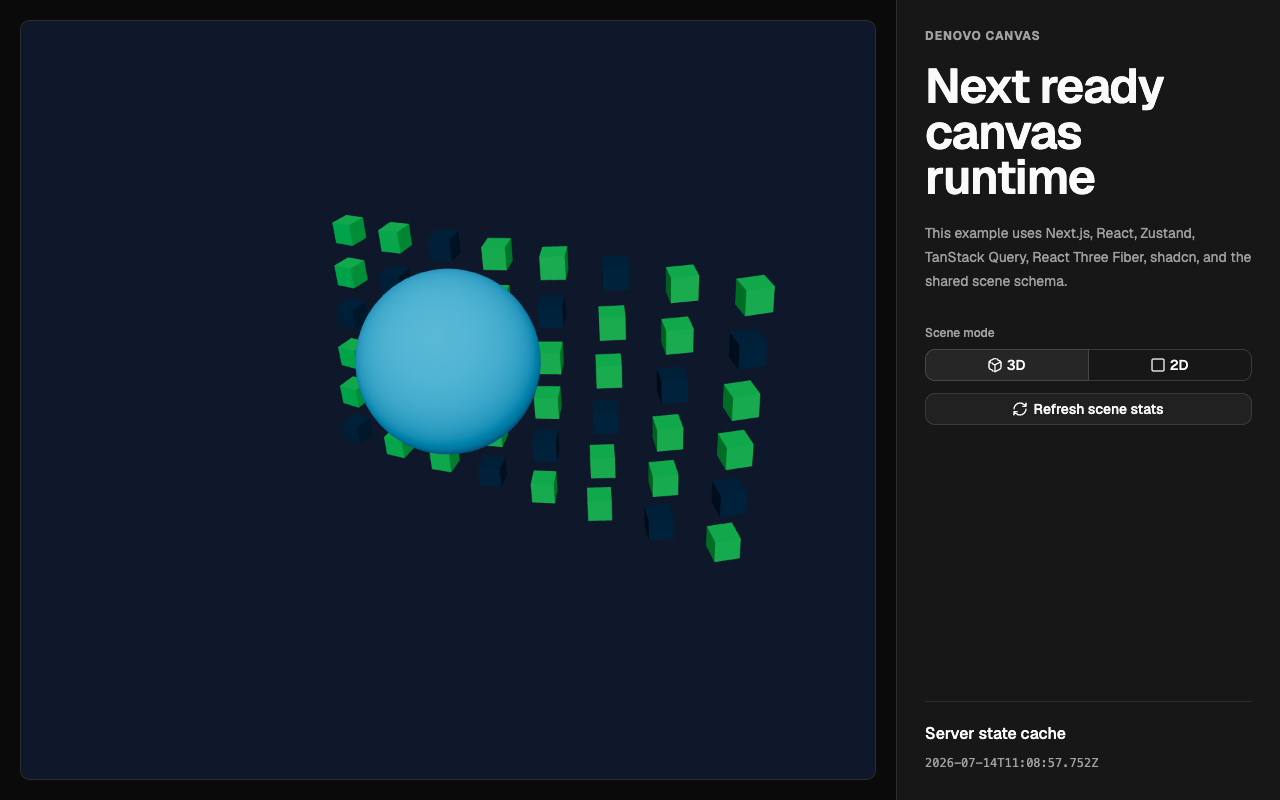 DENOVO CANVAS
Next ready
canvas
runtime
This example uses Next.js, React, Zustand,
TanStack Query, React Three Fiber, shadcn, and the
shared scene schema.
Scene mode
3D
2D
Refresh scene stats
Server state cache
2026-07-14T11:08:57.752Z